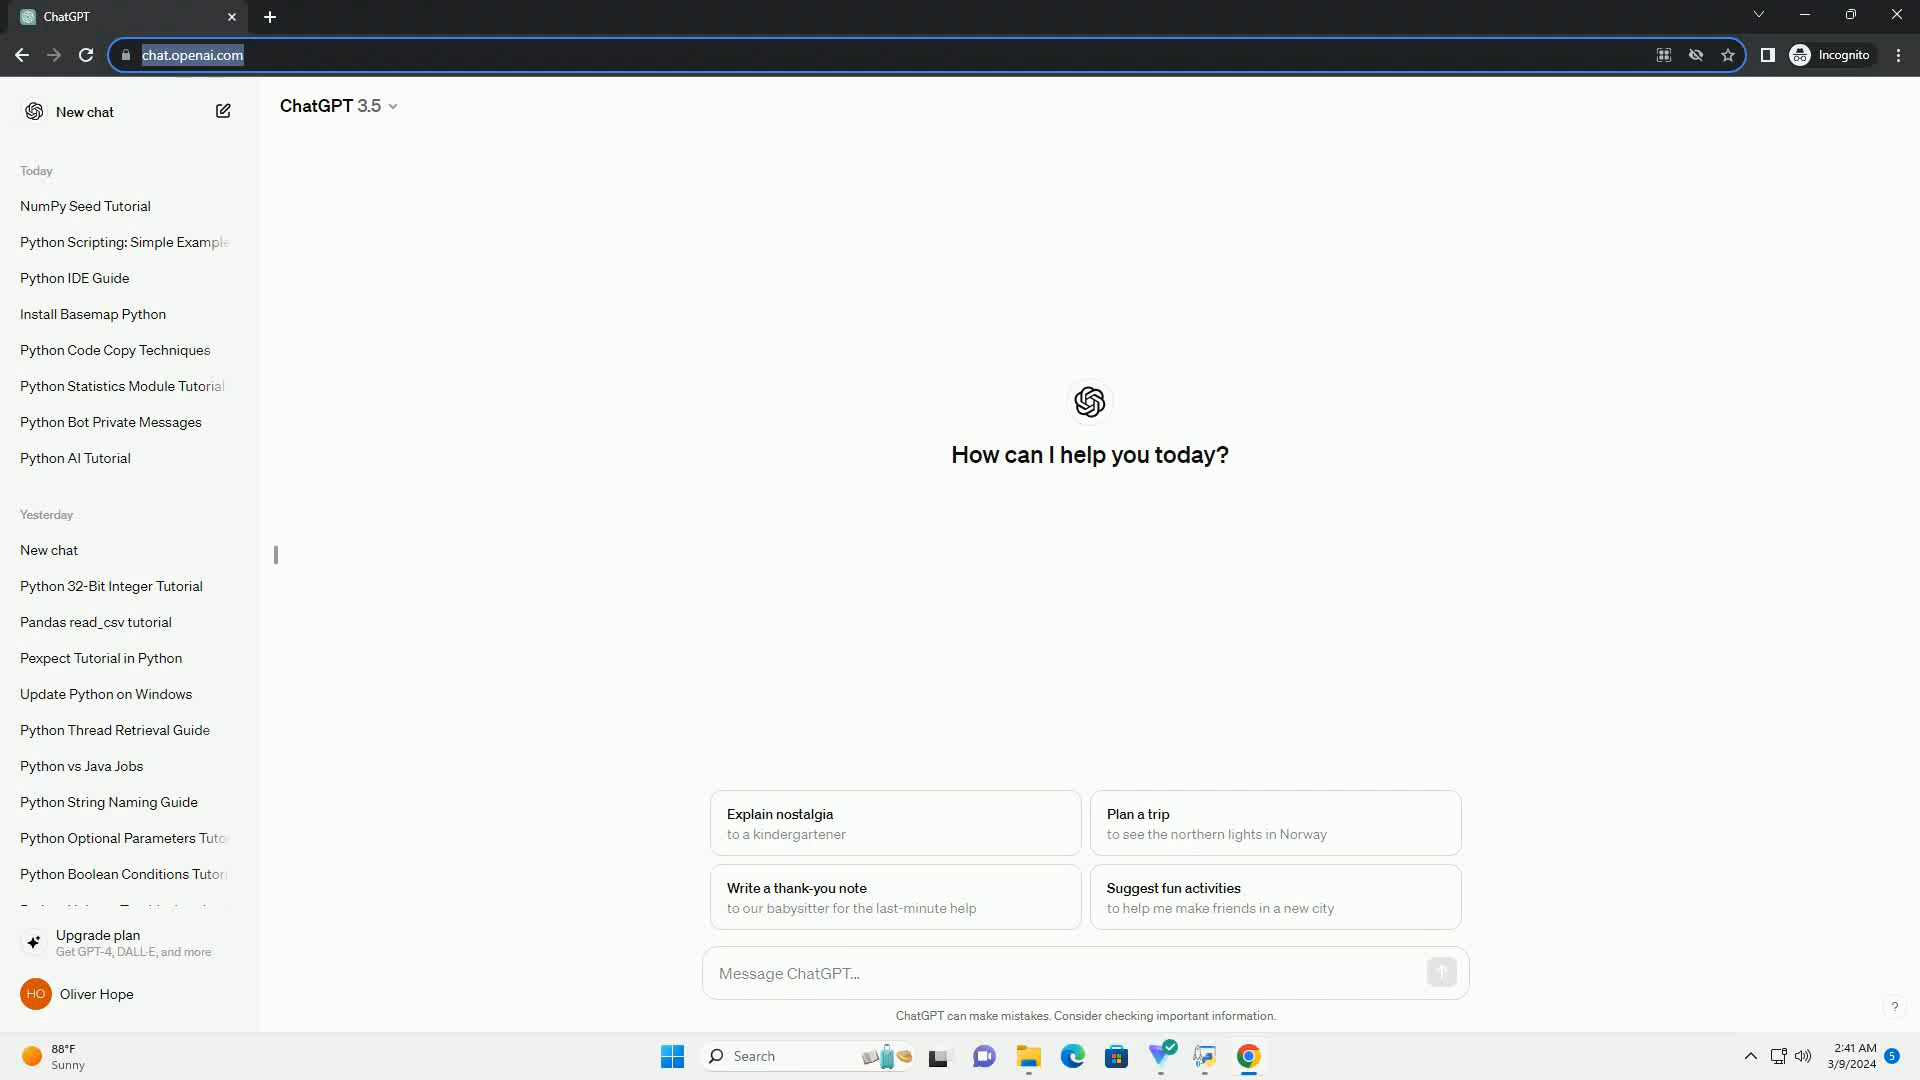 ChatGPT
chat.openai.com
Incognito
New chat
ChatGPT 3.5
Today
NumPy Seed Tutorial
Python Scripting: Simple Example
Python IDE Guide
Install Basemap Python
Python Code Copy Techniques
Python Statistics Module Tutorial
Python Bot Private Messages
Python AI Tutorial
Yesterday
New chat
Python 32-Bit Integer Tutorial
Pandas read_csv tutorial
Pexpect Tutorial in Python
Update Python on Windows
Python Thread Retrieval Guide
Python vs Java Jobs
Python String Naming Guide
Python Optional Parameters Tuto
Python Boolean Conditions Tutori
Upgrade plan
Get GPT-4, DALL·E, and more
HO
Oliver Hope
How can I help you today?
Explain nostalgia
to a kindergartener
Plan a trip
to see the northern lights in Norway
Write a thank-you note
to our babysitter for the last-minute help
Suggest fun activities
to help me make friends in a new city
Message ChatGPT...
ChatGPT can make mistakes. Consider checking important information.
?
88°F
Sunny
Search
2:41 AM
3/9/2024
5